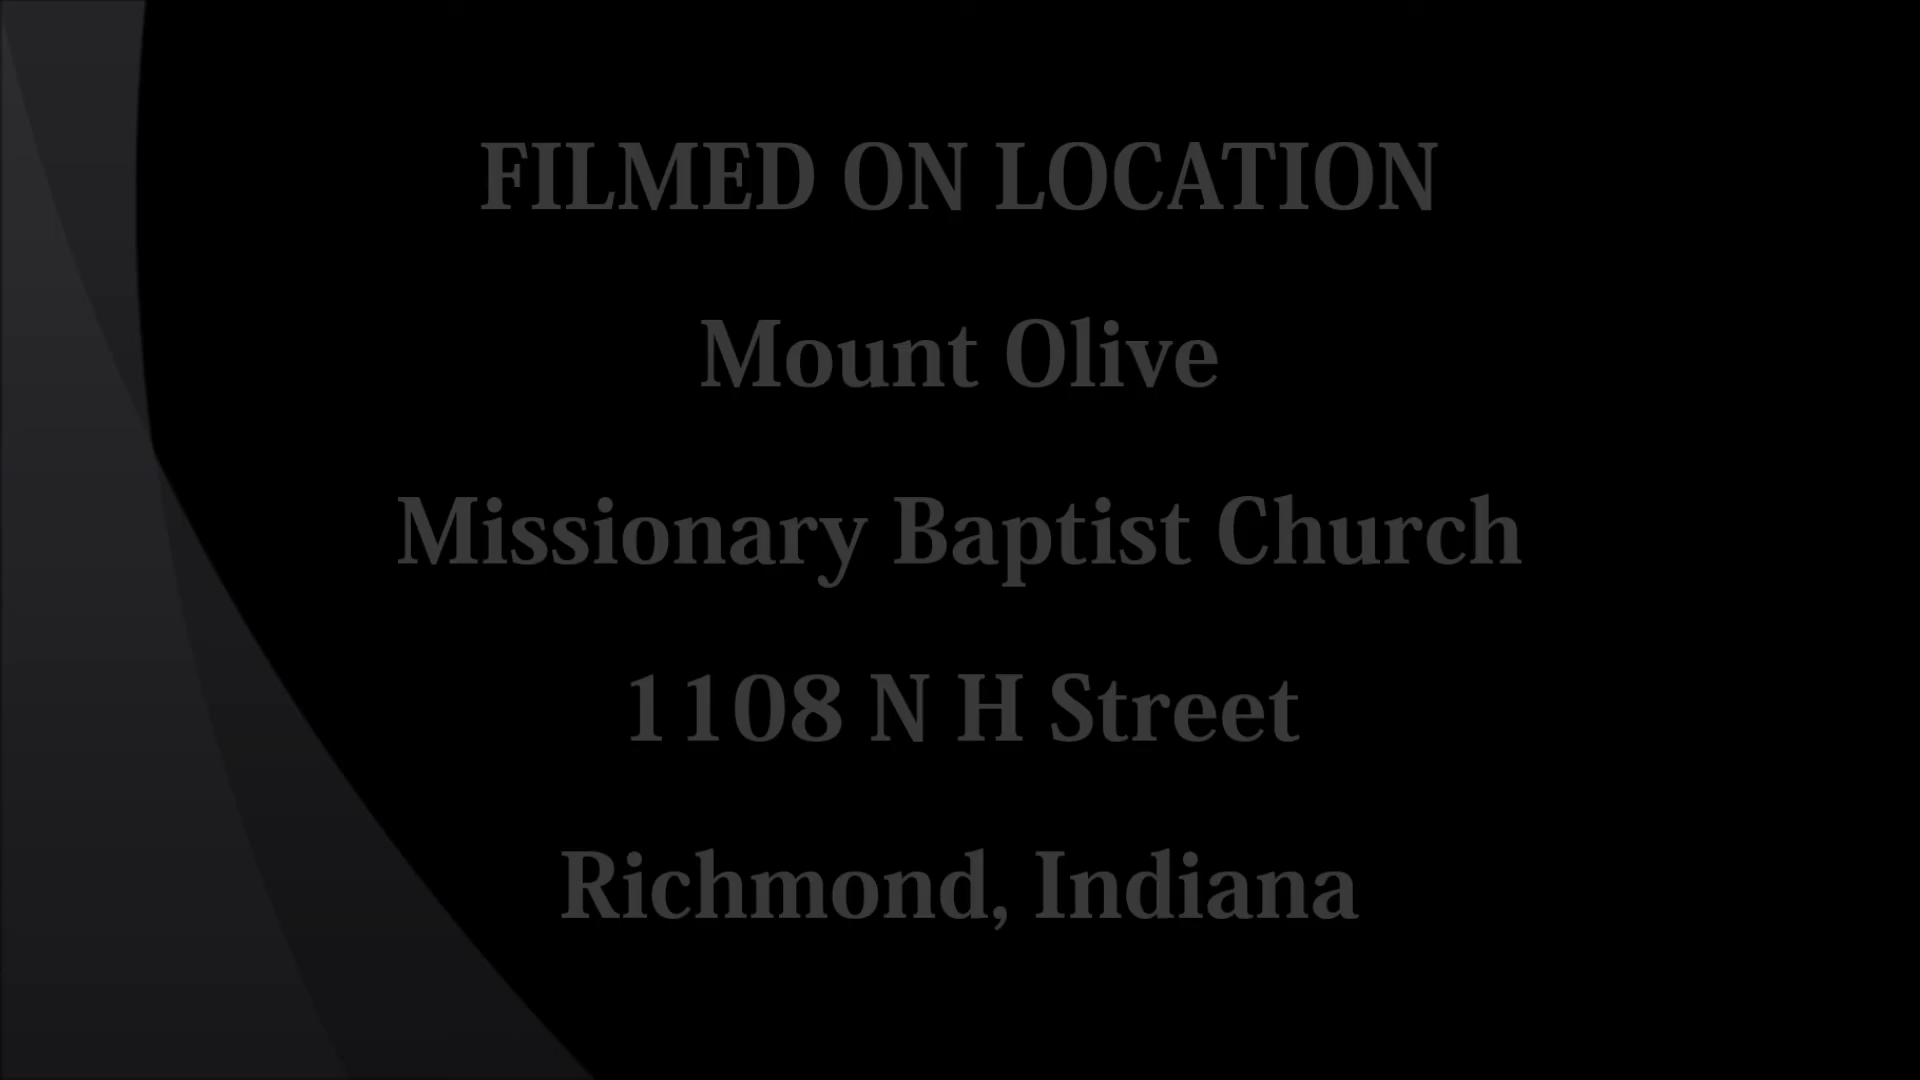 FILMED ON LOCATION
Mount Olive
Missionary Baptist Church
1108 N H Street
Richmond, Indiana